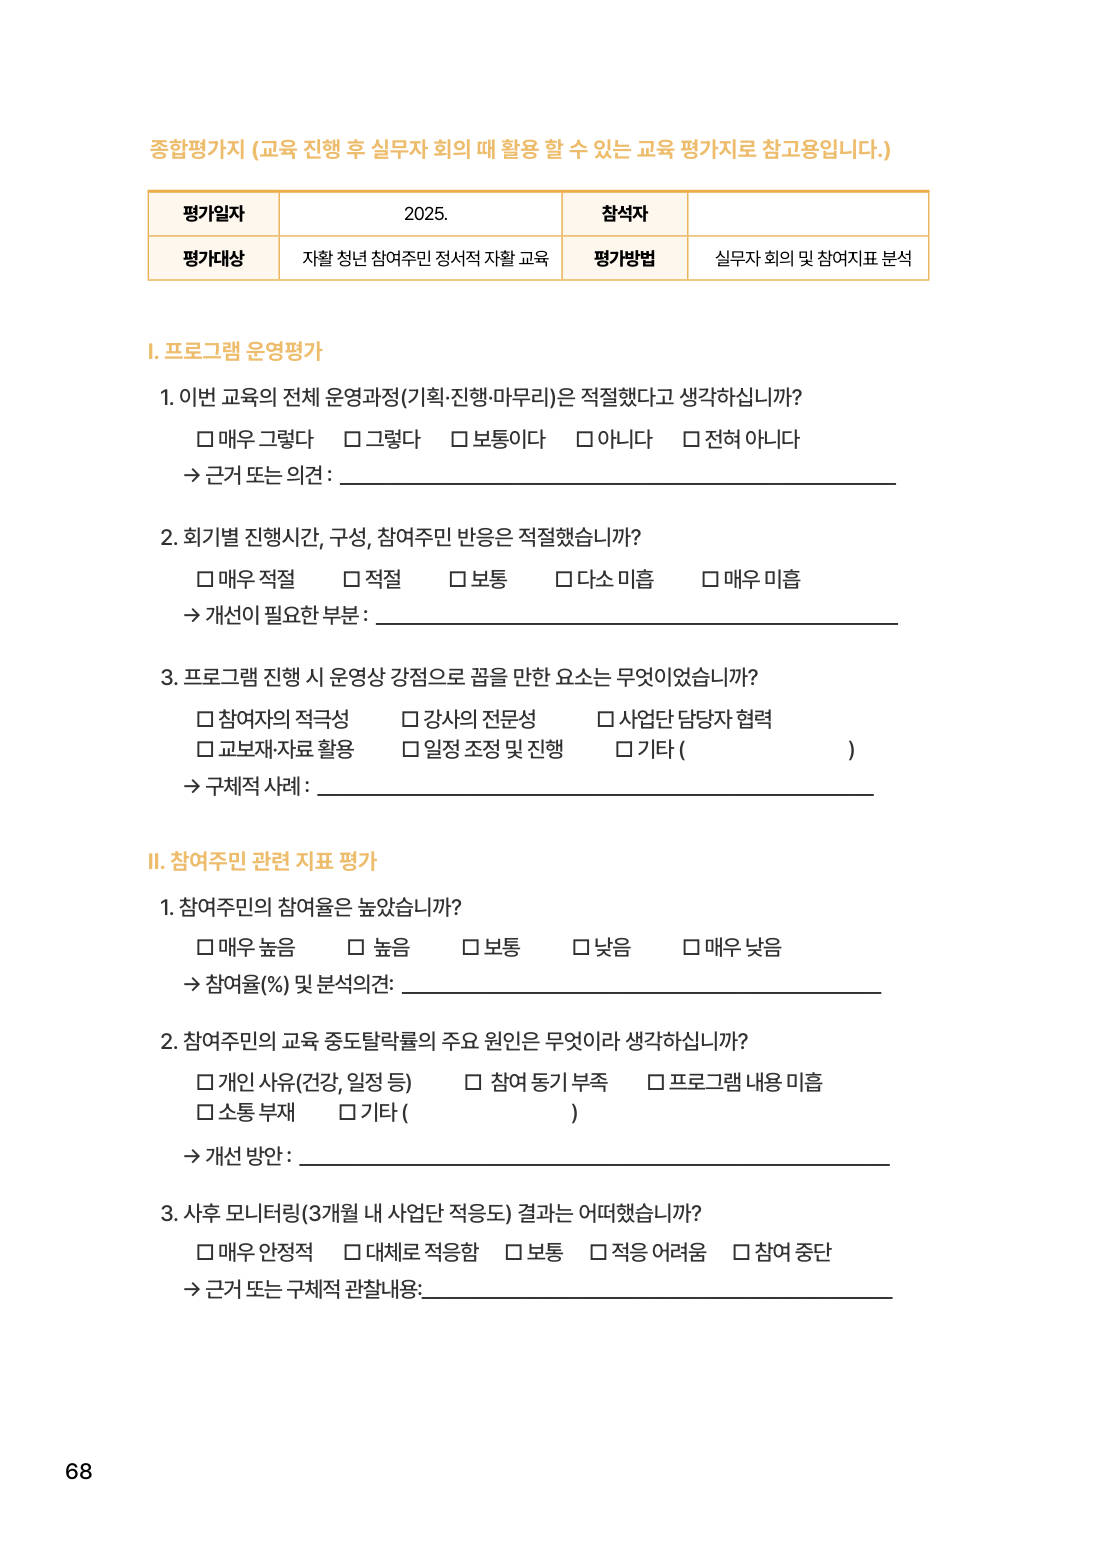 종합평가지 (교육 진행 후 실무자 회의 때 활용 할 수 있는 교육 평가지로 참고용입니다.)
평가일자 2025. 참석자
평가대상 자활 청년 참여주민 정서적 자활 교육 평가방법 실무자 회의 및 참여지표 분석
I. 프로그램 운영평가
1. 이번 교육의 전체 운영과정(기획·진행·마무리)은 적절했다고 생각하십니까?
□ 매우 그렇다 □ 그렇다 □ 보통이다 □ 아니다 □ 전혀 아니다
→ 근거 또는 의견 :
2. 회기별 진행시간, 구성, 참여주민 반응은 적절했습니까?
□ 매우 적절 □ 적절 □ 보통 □ 다소 미흡 □ 매우 미흡
→ 개선이 필요한 부분 :
3. 프로그램 진행 시 운영상 강점으로 꼽을 만한 요소는 무엇이었습니까?
□ 참여자의 적극성 □ 강사의 전문성 □ 사업단 담당자 협력
□ 교보재·자료 활용 □ 일정 조정 및 진행 □ 기타 ( )
→ 구체적 사례 :
II. 참여주민 관련 지표 평가
1. 참여주민의 참여율은 높았습니까?
□ 매우 높음 □ 높음 □ 보통 □ 낮음 □ 매우 낮음
→ 참여율(%) 및 분석의견:
2. 참여주민의 교육 중도탈락률의 주요 원인은 무엇이라 생각하십니까?
□ 개인 사유(건강, 일정 등) □ 참여 동기 부족 □ 프로그램 내용 미흡
□ 소통 부재 □ 기타 ( )
→ 개선 방안 :
3. 사후 모니터링(3개월 내 사업단 적응도) 결과는 어떠했습니까?
□ 매우 안정적 □ 대체로 적응함 □ 보통 □ 적응 어려움 □ 참여 중단
→ 근거 또는 구체적 관찰내용:
68